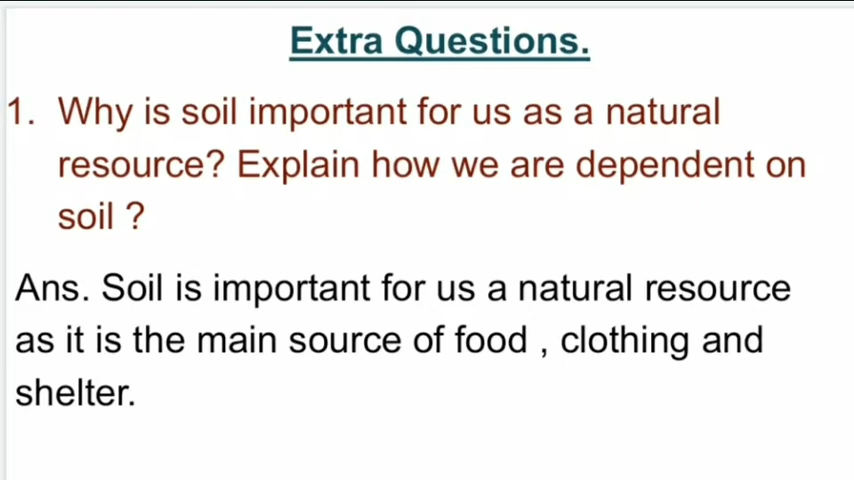 Extra Questions.
1. Why is soil important for us as a natural
resource? Explain how we are dependent on
soil ?
Ans. Soil is important for us a natural resource
as it is the main source of food , clothing and
shelter.